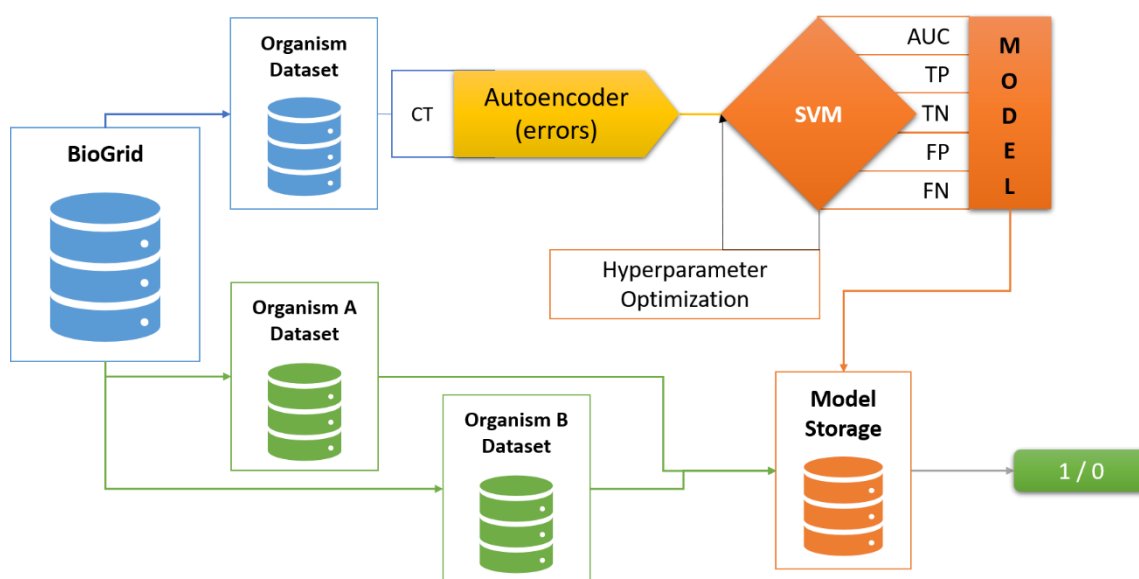 Organism
Dataset
BioGrid
CT
Autoencoder
(errors)
SVM
AUC
TP
TN
FP
FN
M
O
D
E
L
Hyperparameter
Optimization
Organism A
Dataset
Organism B
Dataset
Model
Storage
1 / 0